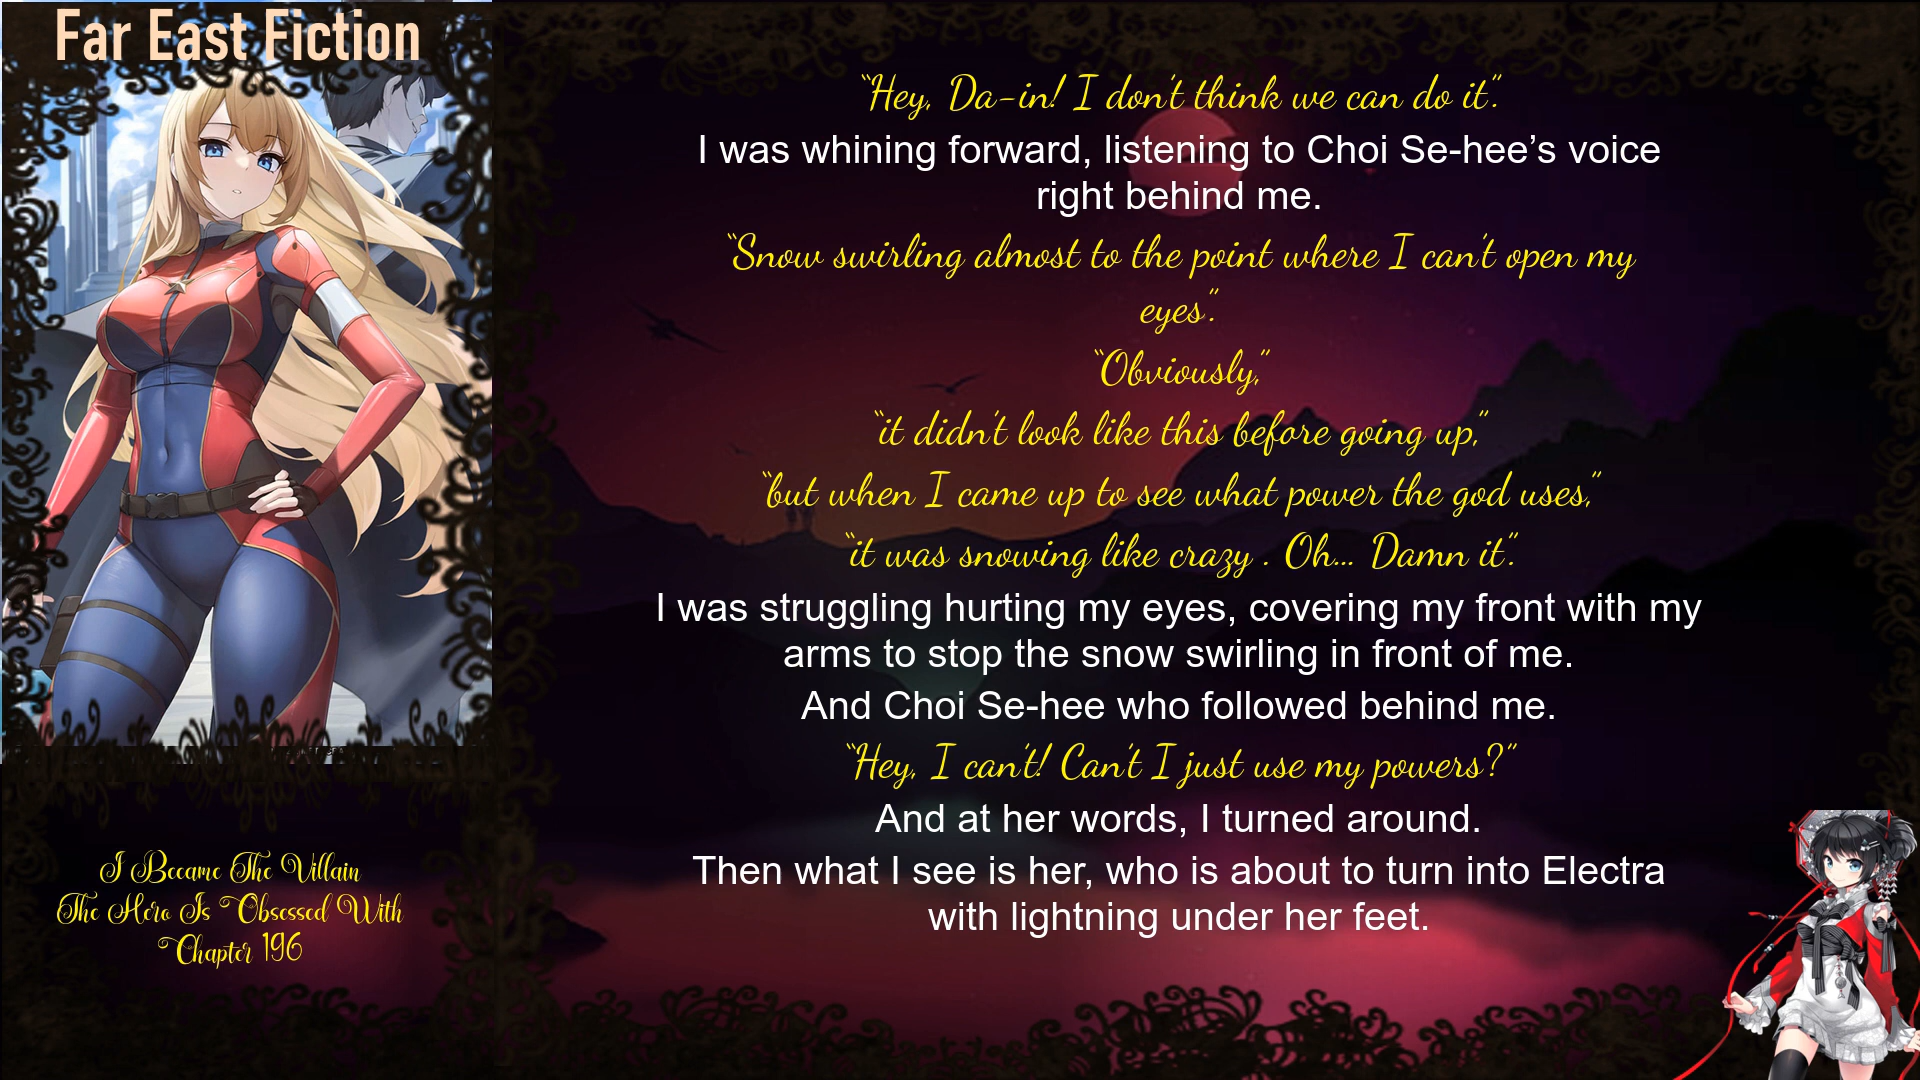 Far East Fiction
“Hey, Da-in! I don’t think we can do it”.
I was whining forward, listening to Choi Se-hee’s voice
right behind me.
“Snow swirling almost to the point where I can’t open my
eyes”.
“Obviously,”
“it didn’t look like this before going up,”
“but when I came up to see what power the god uses,”
“it was snowing like crazy . Oh… Damn it”.
I was struggling hurting my eyes, covering my front with my
arms to stop the snow swirling in front of me.
And Choi Se-hee who followed behind me.
“Hey, I can’t! Can’t I just use my powers?”
And at her words, I turned around.
Then what I see is her, who is about to turn into Electra
with lightning under her feet.
I Became The Villain
The Hero Is Obsessed With
Chapter 196